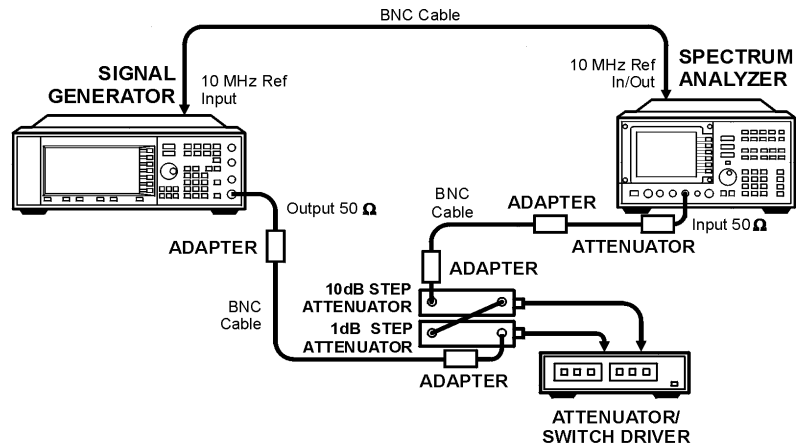 BNC Cable
SIGNAL
GENERATOR
10 MHz Ref
Input
10 MHz Ref
In/Out
SPECTRUM
ANALYZER
Output 50 Ω
ADAPTER
BNC
Cable
BNC
Cable
ADAPTER
ATTENUATOR
Input 50 Ω
ADAPTER
10dB STEP
ATTENUATOR
1dB STEP
ATTENUATOR
ADAPTER
ATTENUATOR/
SWITCH DRIVER